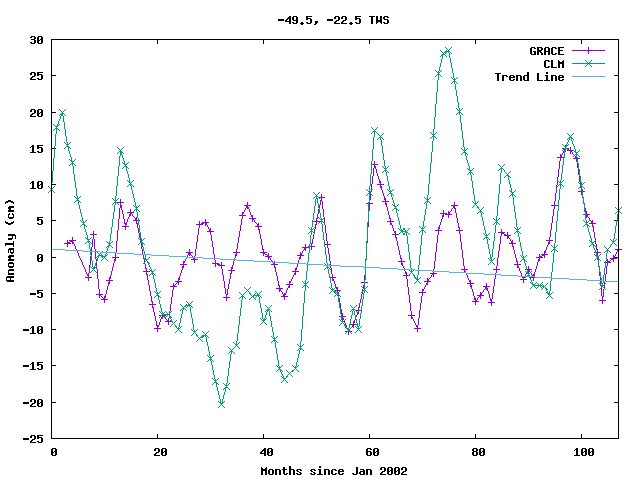 -49.5, -22.5 TWS
GRACE
CLM
Trend Line
30
25
20
15
10
5
0
-5
-10
-15
-20
-25
Anomaly (cm)
0 20 40 60 80 100
Months since Jan 2002